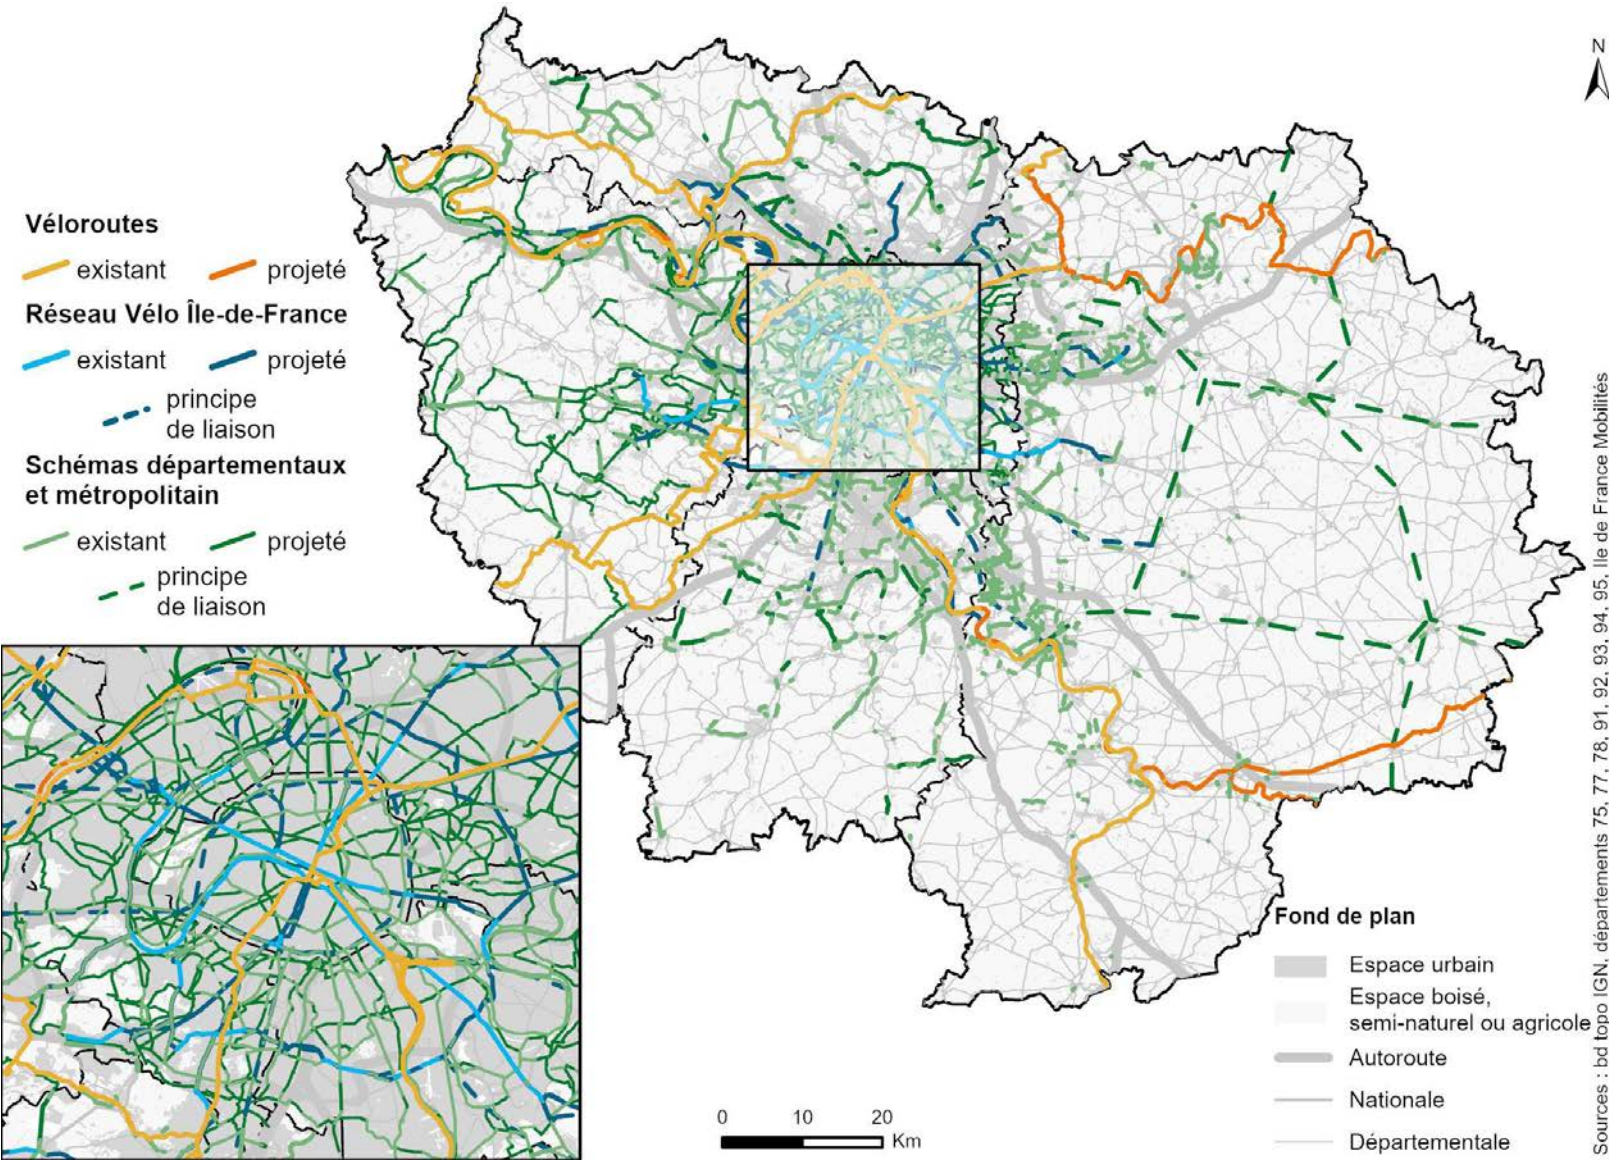 N
Véloroutes
existant projeté
Réseau Vélo Île-de-France
existant projeté
principe
de liaison
Schémas départementaux
et métropolitain
existant projeté
principe
de liaison
Fond de plan
Espace urbain
Espace boisé,
semi-naturel ou agricole
Autoroute
Nationale
Départementale
0 10 20
Km
Sources : bd topo IGN, départements 75, 77, 78, 91, 92, 93, 94, 95, Ile de France Mobilités